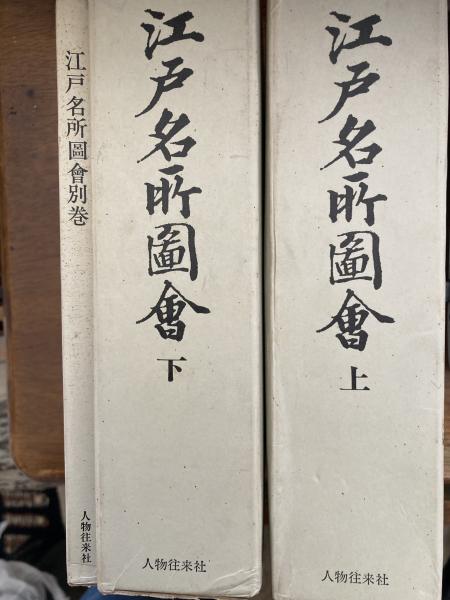 江戸名所圖會 上
人物往来社
江戸名所圖會 下
人物往来社
江戸名所圖會別巻
人物往来社